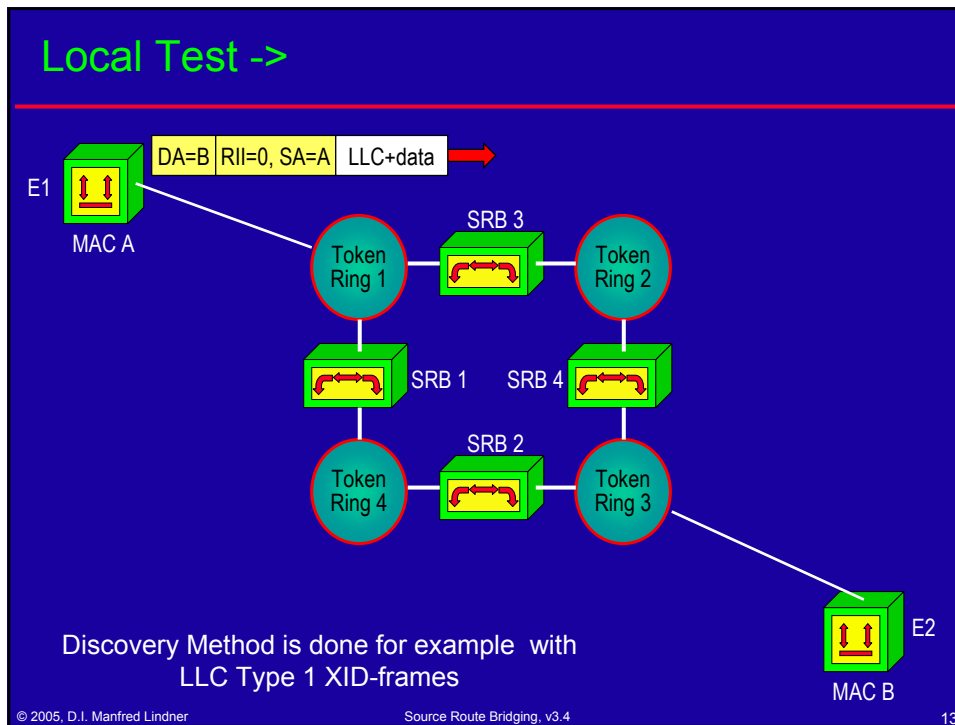 Local Test ->
DA=B RII=0, SA=A LLC+data
E1
MAC A
SRB 3
Token
Ring 1
Token
Ring 2
SRB 1
SRB 4
SRB 2
Token
Ring 4
Token
Ring 3
E2
MAC B
Discovery Method is done for example with
LLC Type 1 XID-frames
© 2005, D.I. Manfred Lindner
Source Route Bridging, v3.4
13